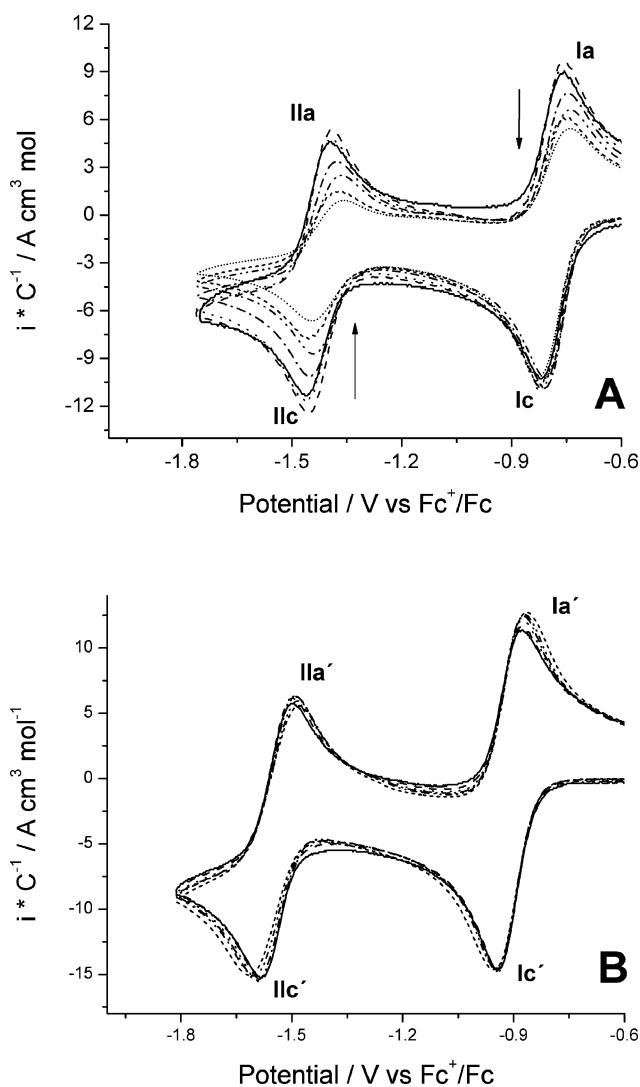 12
9
6
3
0
-3
-6
-9
-12
i * C⁻¹ / A cm³ mol
Ia
IIa
IIc
Ic
A
-1.8
-1.5
-1.2
-0.9
-0.6
Potential / V vs Fc⁺/Fc
10
5
0
-5
-10
-15
i * C⁻¹ / A cm³ mol⁻¹
Ia´
IIa´
IIc´
Ic´
B
-1.8
-1.5
-1.2
-0.9
-0.6
Potential / V vs Fc⁺/Fc